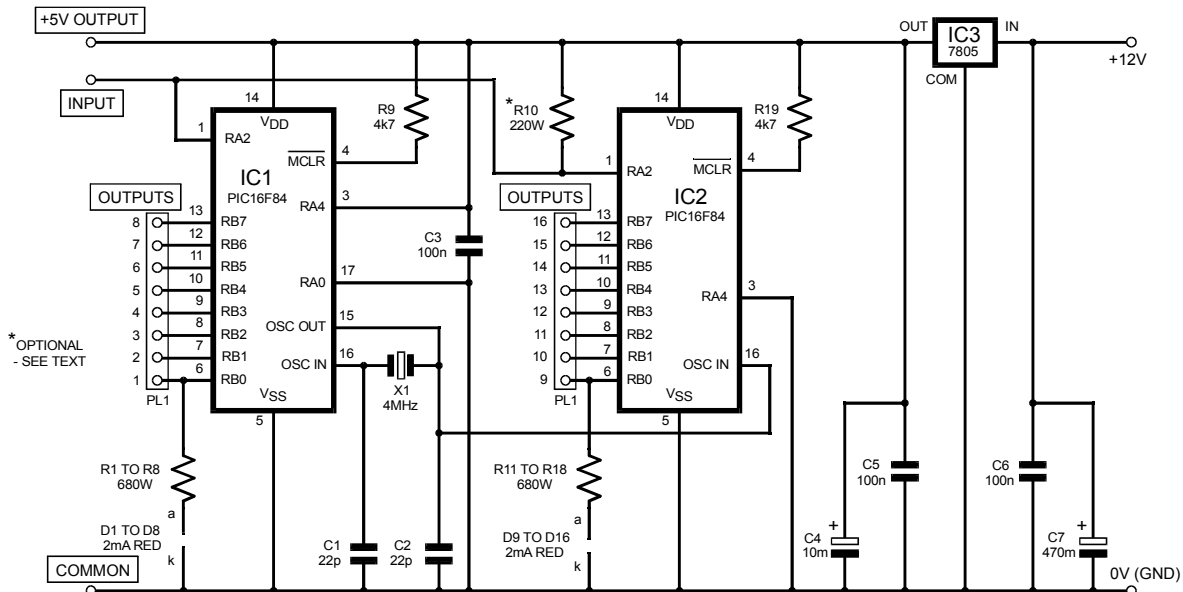 +5V OUTPUT
INPUT
OUT
IN
IC3
7805
COM
+12V
14
VDD
1
RA2
R9
4k7
MCLR
4
IC1
PIC16F84
RA4
3
OUTPUTS
8
13
RB7
7
12
RB6
6
11
RB5
5
10
RB4
4
9
RB3
3
8
RB2
2
7
RB1
1
6
RB0
PL1
RA0
17
OSC OUT
15
OSC IN
16
VSS
5
C3
100n
X1
4MHz
*OPTIONAL
- SEE TEXT
R1 TO R8
680W
a
D1 TO D8
2mA RED
k
C1
22p
C2
22p
*R10
220W
14
VDD
1
RA2
R19
4k7
MCLR
4
IC2
PIC16F84
OUTPUTS
16
13
RB7
15
12
RB6
14
11
RB5
13
10
RB4
12
9
RB3
11
8
RB2
10
7
RB1
9
6
RB0
PL1
RA4
3
OSC IN
16
VSS
5
R11 TO R18
680W
a
D9 TO D16
2mA RED
k
C5
100n
C6
100n
+
C4
10m
+
C7
470m
COMMON
0V (GND)